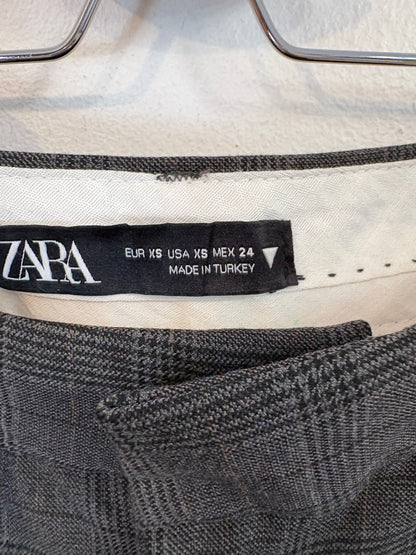 ZARA
EUR XS USA XS MEX 24
MADE IN TURKEY